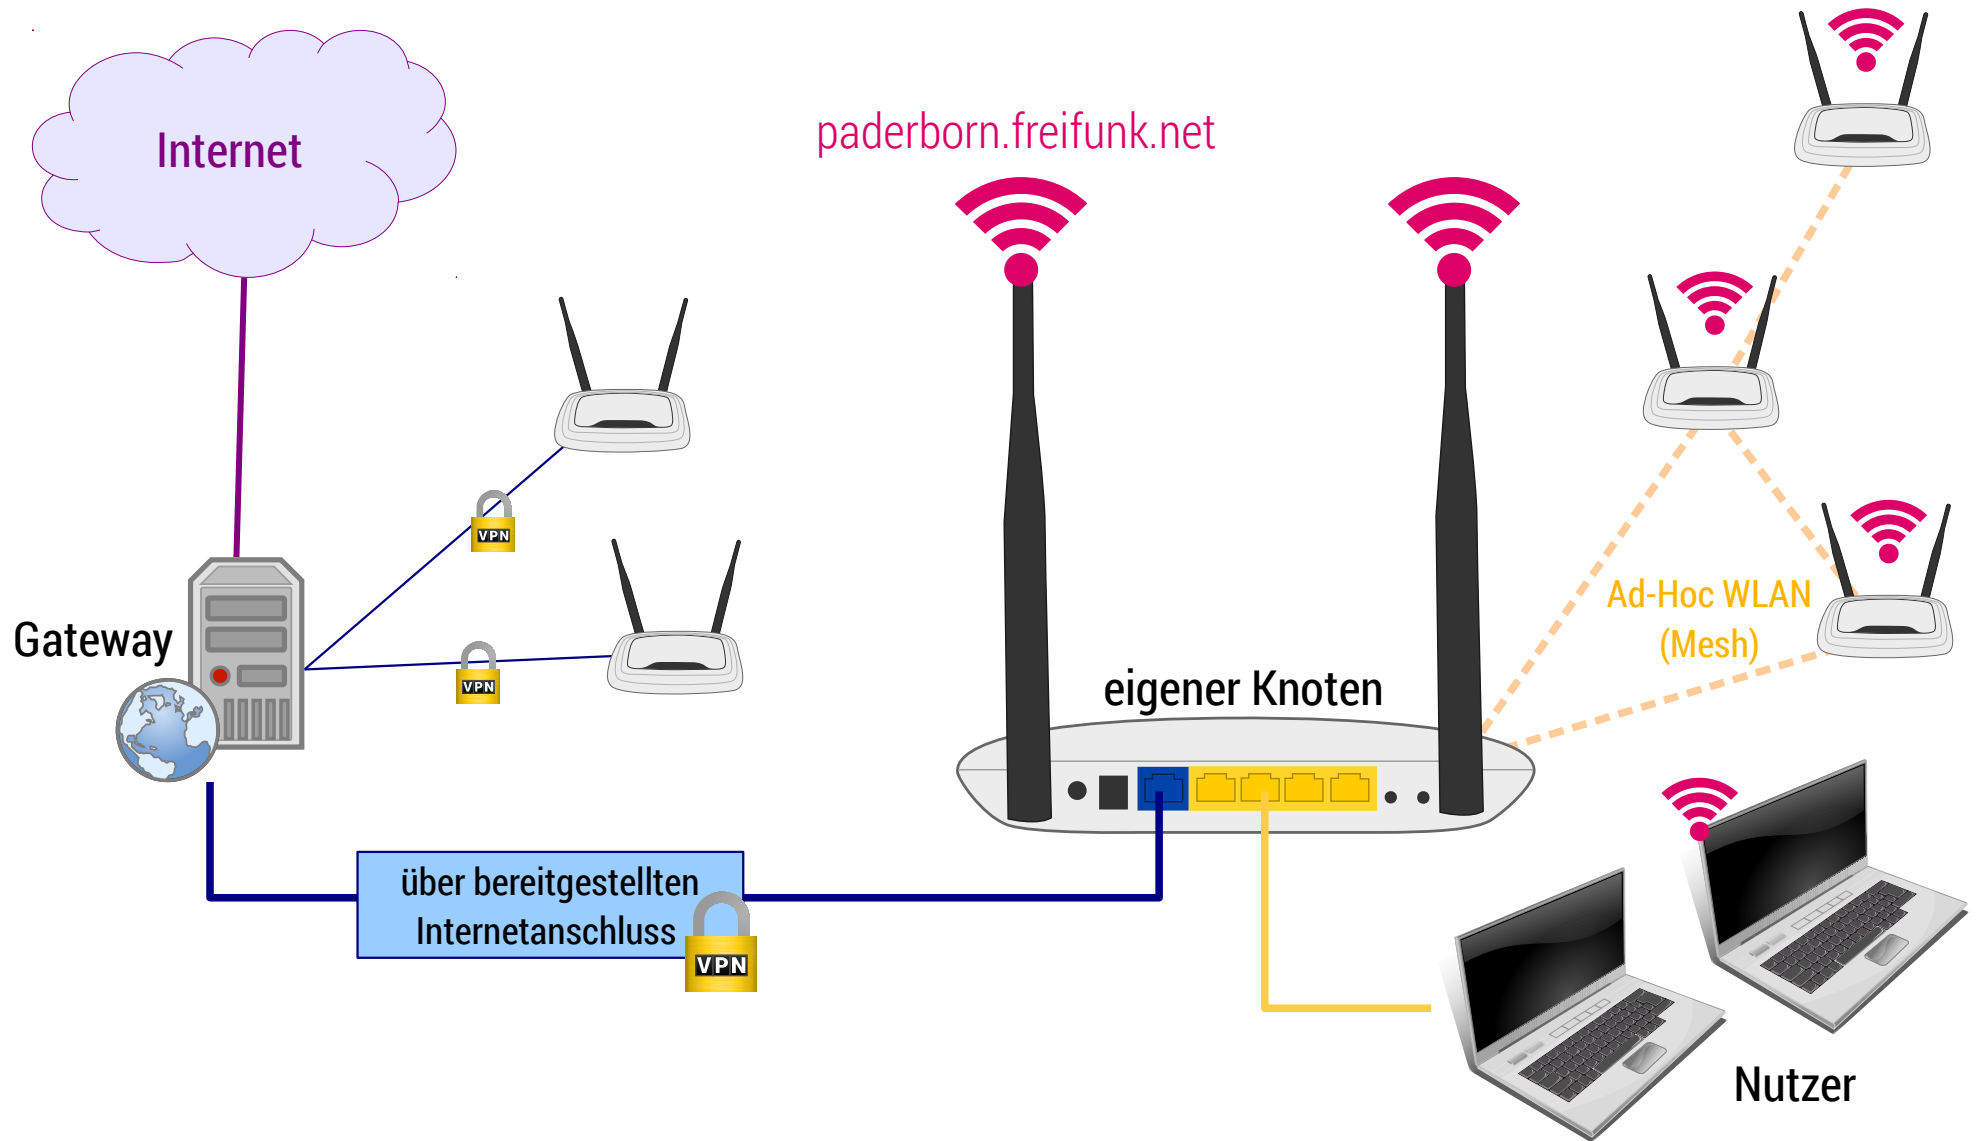 Internet
paderborn.freifunk.net
VPN
VPN
Gateway
Ad-Hoc WLAN
(Mesh)
eigener Knoten
über bereitgestellten
Internetanschluss
VPN
Nutzer